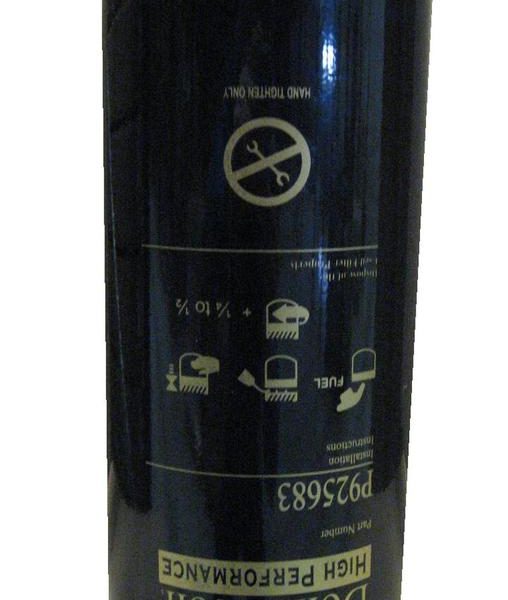 HIGH PERFORMANCE
Part Number
P925683
Installation
Instructions
FUEL
+ ¼ to ½
Dispose of the
Used Filter Properly
HAND TIGHTEN ONLY